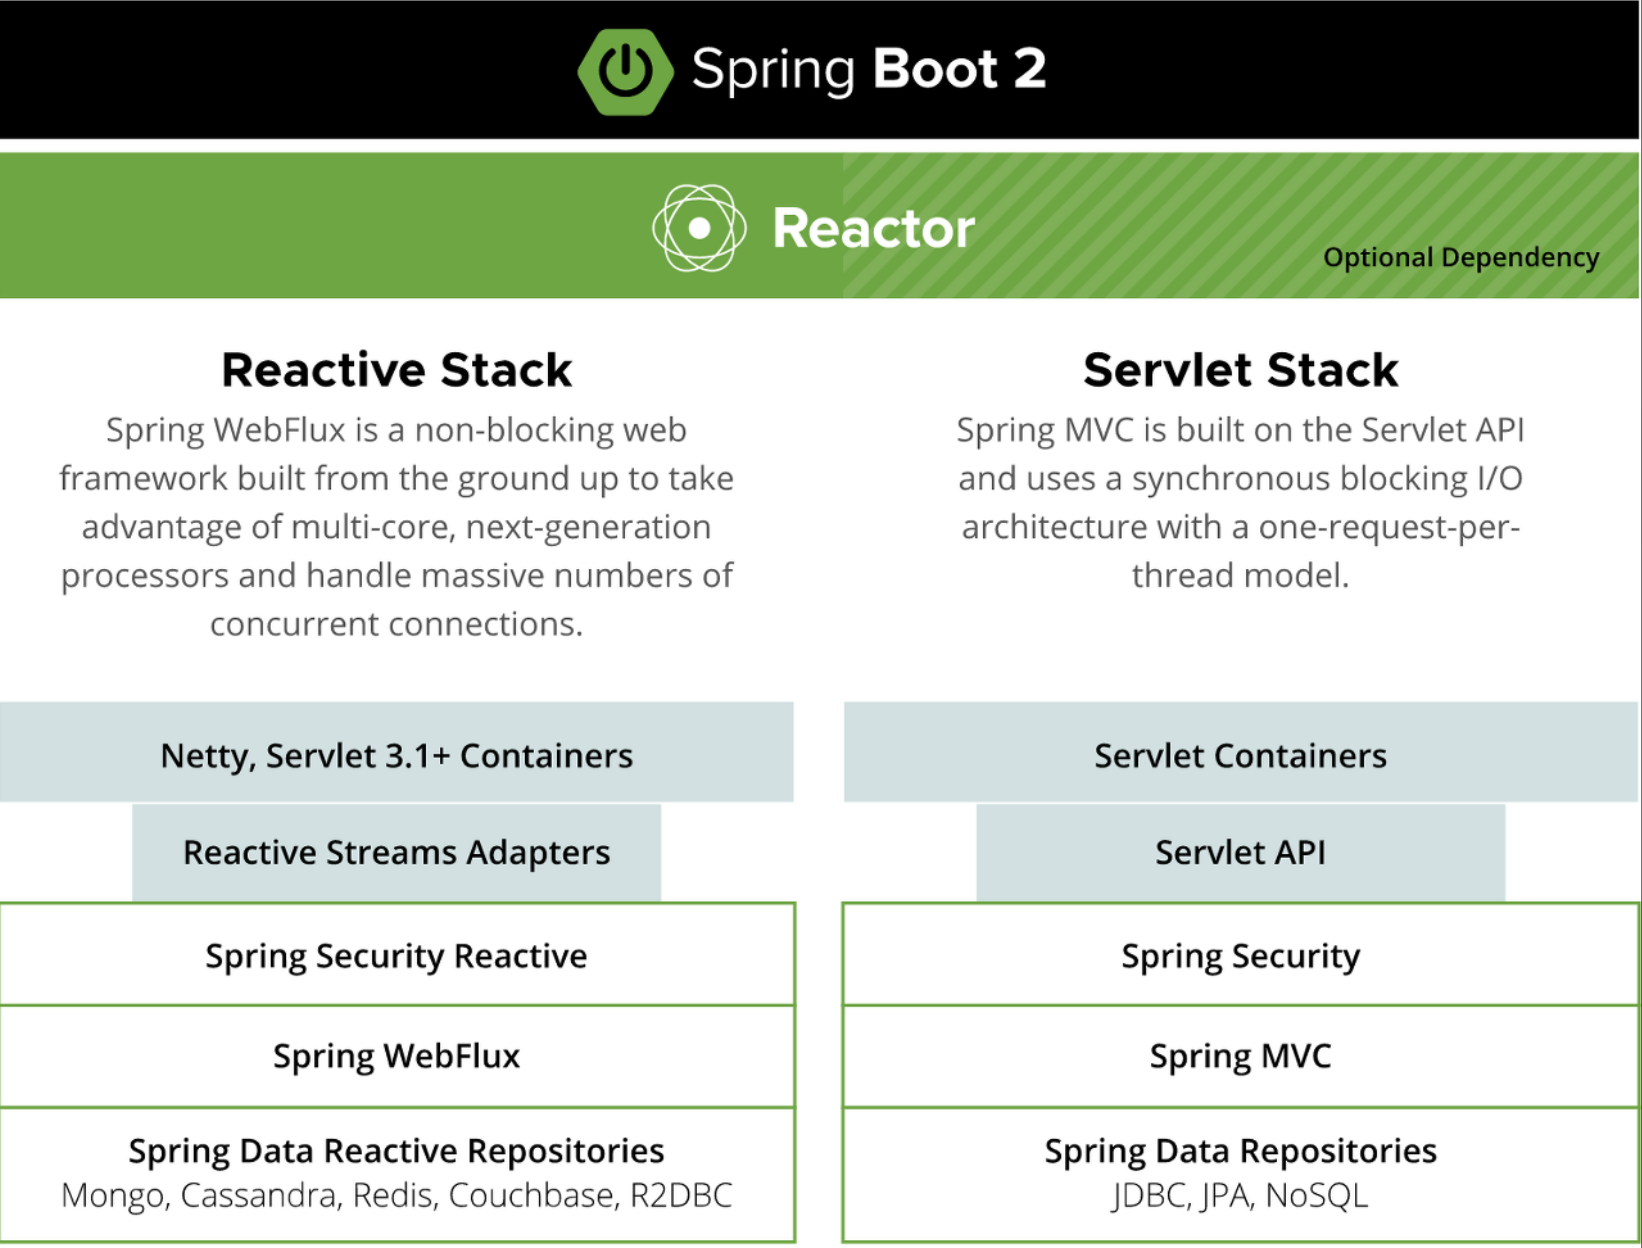 Spring Boot 2
Reactor
Optional Dependency
Reactive Stack
Spring WebFlux is a non-blocking web
framework built from the ground up to take
advantage of multi-core, next-generation
processors and handle massive numbers of
concurrent connections.
Servlet Stack
Spring MVC is built on the Servlet API
and uses a synchronous blocking I/O
architecture with a one-request-per-
thread model.
Netty, Servlet 3.1+ Containers
Reactive Streams Adapters
Spring Security Reactive
Spring WebFlux
Spring Data Reactive Repositories
Mongo, Cassandra, Redis, Couchbase, R2DBC
Servlet Containers
Servlet API
Spring Security
Spring MVC
Spring Data Repositories
JDBC, JPA, NoSQL